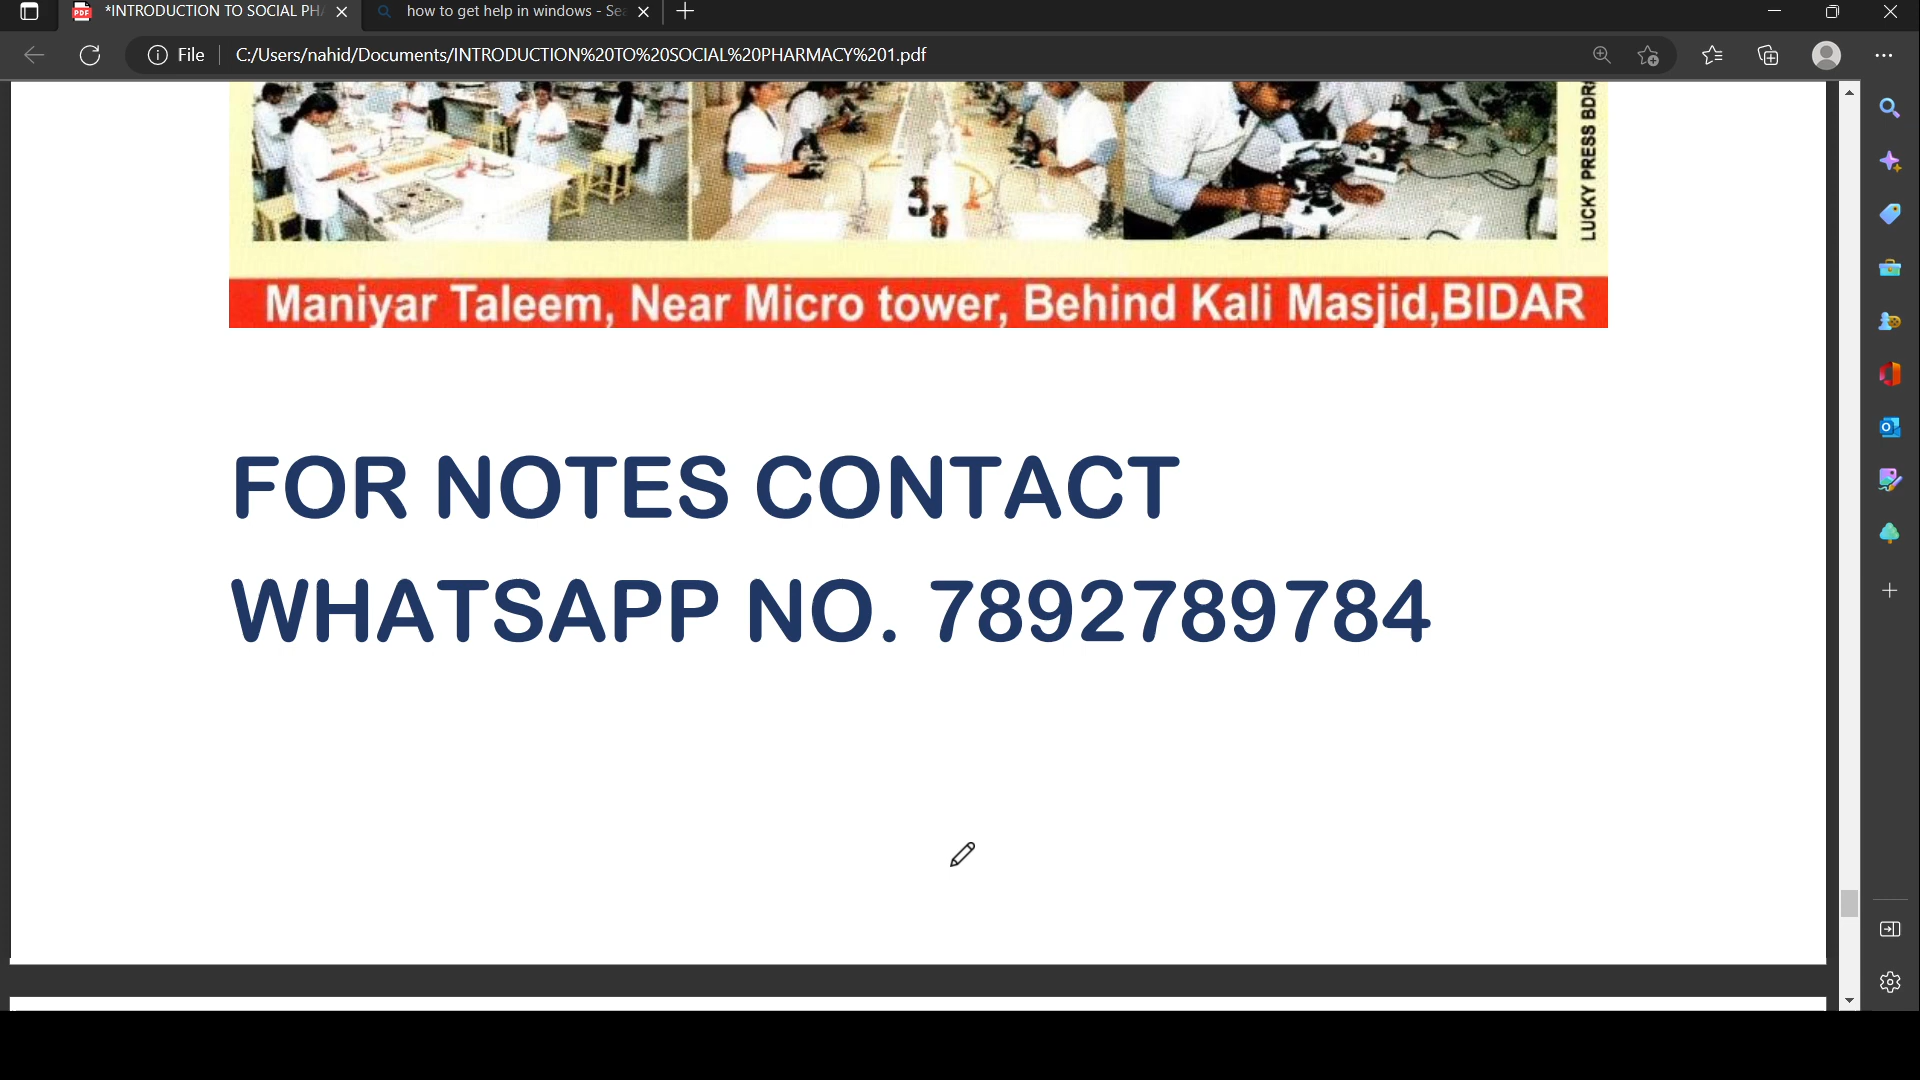 *INTRODUCTION TO SOCIAL PH
how to get help in windows - Sea
File
C:/Users/nahid/Documents/INTRODUCTION%20TO%20SOCIAL%20PHARMACY%201.pdf
LUCKY PRESS BDR
Maniyar Taleem, Near Micro tower, Behind Kali Masjid,BIDAR
FOR NOTES CONTACT
WHATSAPP NO. 7892789784